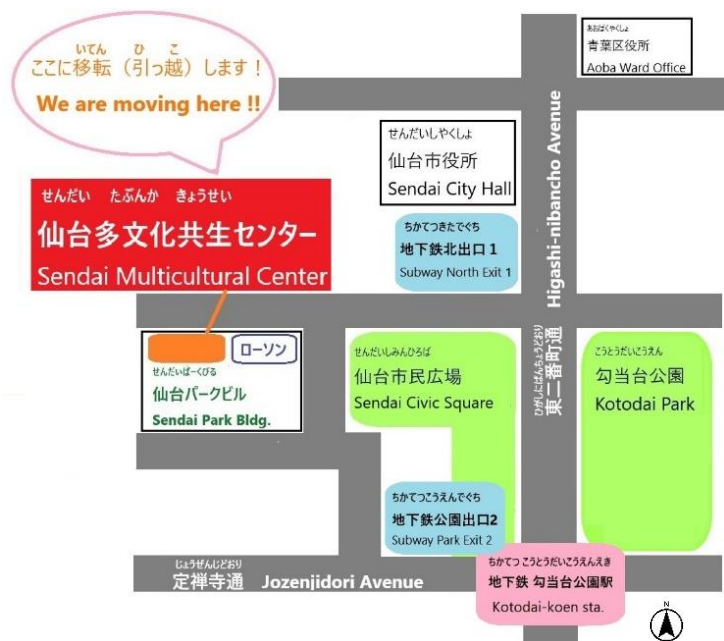 いてん ひ こ
ここに移転（引っ越）します！
We are moving here !!
せんだい たぶんか きょうせい
仙台多文化共生センター
Sendai Multicultural Center
あおばくやくしょ
青葉区役所
Aoba Ward Office
せんだいしやくしょ
仙台市役所
Sendai City Hall
ちかてつきたでぐち
地下鉄北出口1
Subway North Exit 1
Higashi-nibancho Avenue
ひがしにばんちょうどおり
東二番町通
ローソン
せんだいぱーくびる
仙台パークビル
Sendai Park Bldg.
せんだいしみんひろば
仙台市民広場
Sendai Civic Square
こうとうだいこうえん
勾当台公園
Kotodai Park
ちかてつこうえんでぐち
地下鉄公園出口2
Subway Park Exit 2
じょうぜんじどおり
定禅寺通 Jozenjidori Avenue
ちかてつ こうとうだいこうえんえき
地下鉄 勾当台公園駅
Kotodai-koen sta.
N